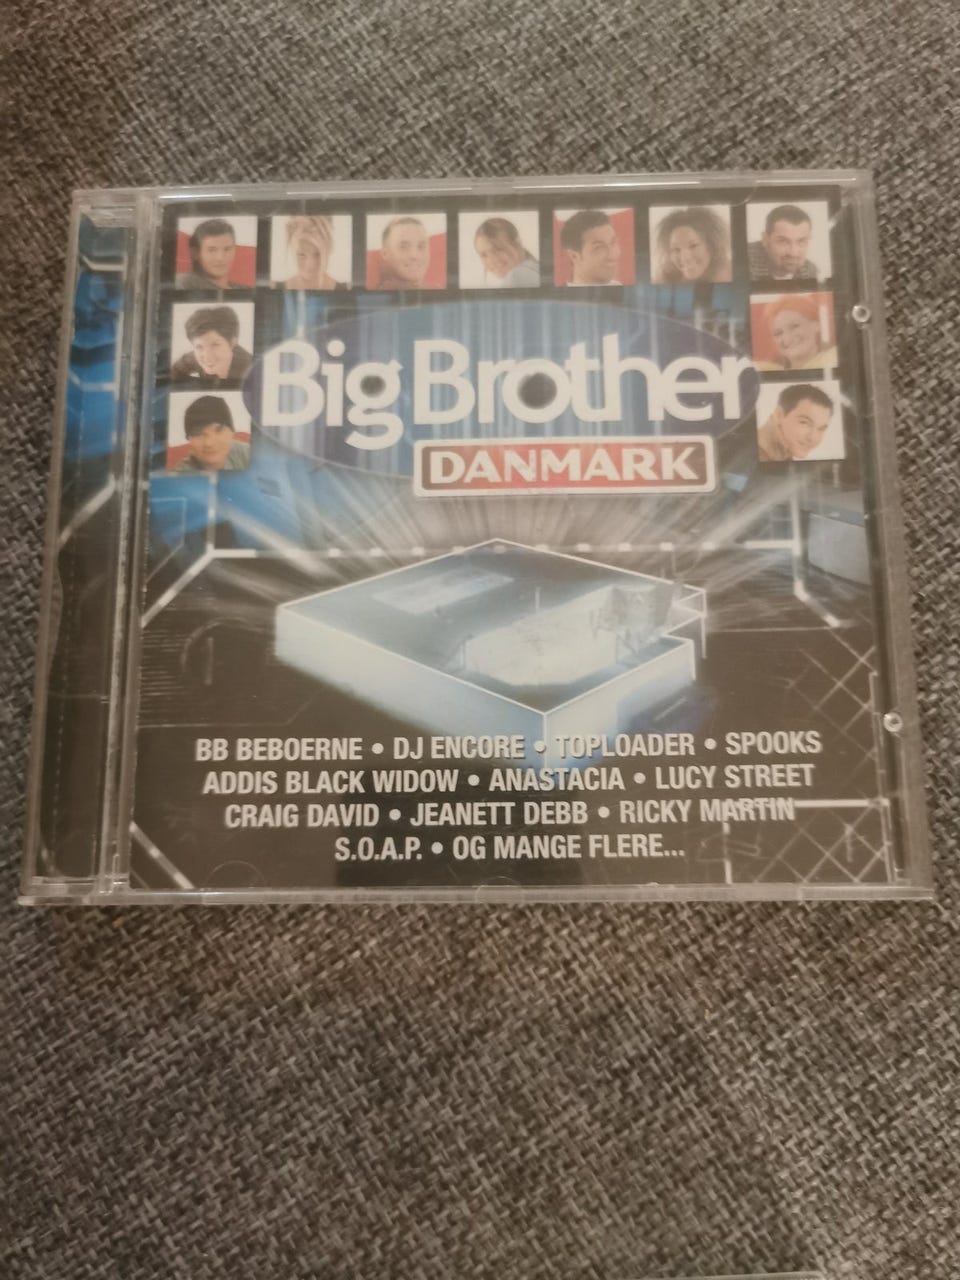 Big Brother
DANMARK
BB BEBOERNE • DJ ENCORE • TOPLOADER • SPOOKS
ADDIS BLACK WIDOW • ANASTACIA • LUCY STREET
CRAIG DAVID • JEANETT DEBB • RICKY MARTIN
S.O.A.P. • OG MANGE FLERE...